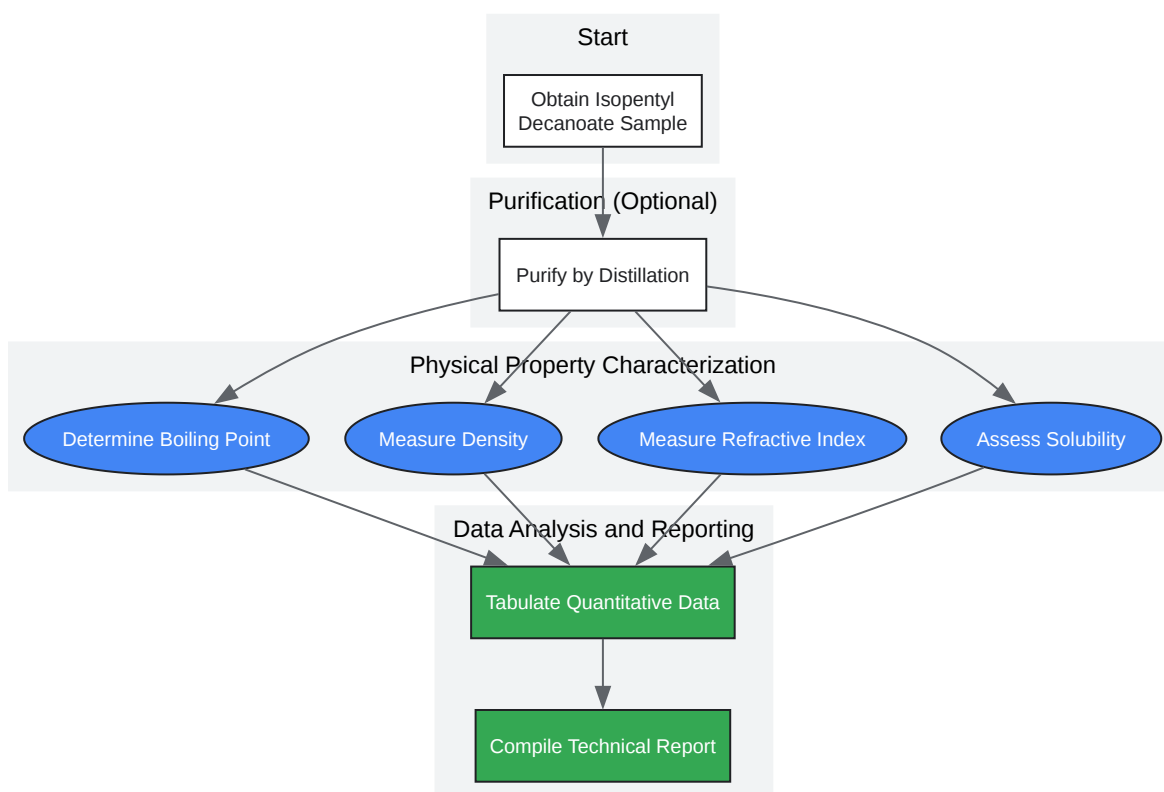 Start
Obtain Isopentyl
Decanoate Sample
Purification (Optional)
Purify by Distillation
Physical Property Characterization
Determine Boiling Point
Measure Density
Measure Refractive Index
Assess Solubility
Data Analysis and Reporting
Tabulate Quantitative Data
Compile Technical Report